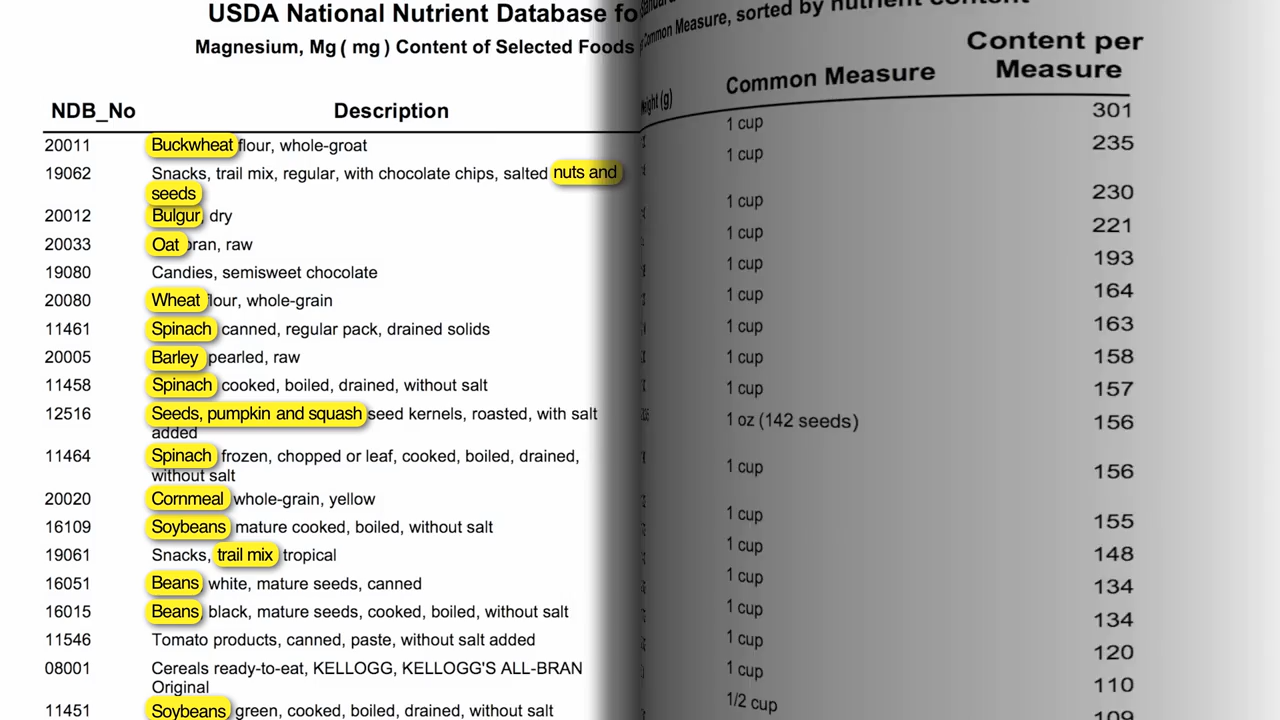 USDA National Nutrient Database fo
Magnesium, Mg ( mg ) Content of Selected Foods
NDB_No Description
20011 Buckwheat flour, whole-groat
19062 Snacks, trail mix, regular, with chocolate chips, salted nuts and
seeds
20012 Bulgur, dry
20033 Oat bran, raw
19080 Candies, semisweet chocolate
20080 Wheat flour, whole-grain
11461 Spinach canned, regular pack, drained solids
20005 Barley pearled, raw
11458 Spinach cooked, boiled, drained, without salt
12516 Seeds, pumpkin and squash seed kernels, roasted, with salt
added
11464 Spinach frozen, chopped or leaf, cooked, boiled, drained,
without salt
20020 Cornmeal whole-grain, yellow
16109 Soybeans mature cooked, boiled, without salt
19061 Snacks, trail mix tropical
16051 Beans white, mature seeds, canned
16015 Beans, black, mature seeds, cooked, boiled, without salt
11546 Tomato products, canned, paste, without salt added
08001 Cereals ready-to-eat, KELLOGG, KELLOGG'S ALL-BRAN
Original
11451 Soybeans green, cooked, boiled, drained, without salt
Common Measure, sorted by nutrient content
Content per
Measure
Weight (g) Common Measure
1 cup 301
1 cup 235
1 cup 230
1 cup 221
1 cup 193
1 cup 164
1 cup 163
1 cup 158
1 cup 157
1 oz (142 seeds) 156
1 cup 156
1 cup 155
1 cup 148
1 cup 134
1 cup 134
1 cup 120
1 cup 110
1/2 cup 109